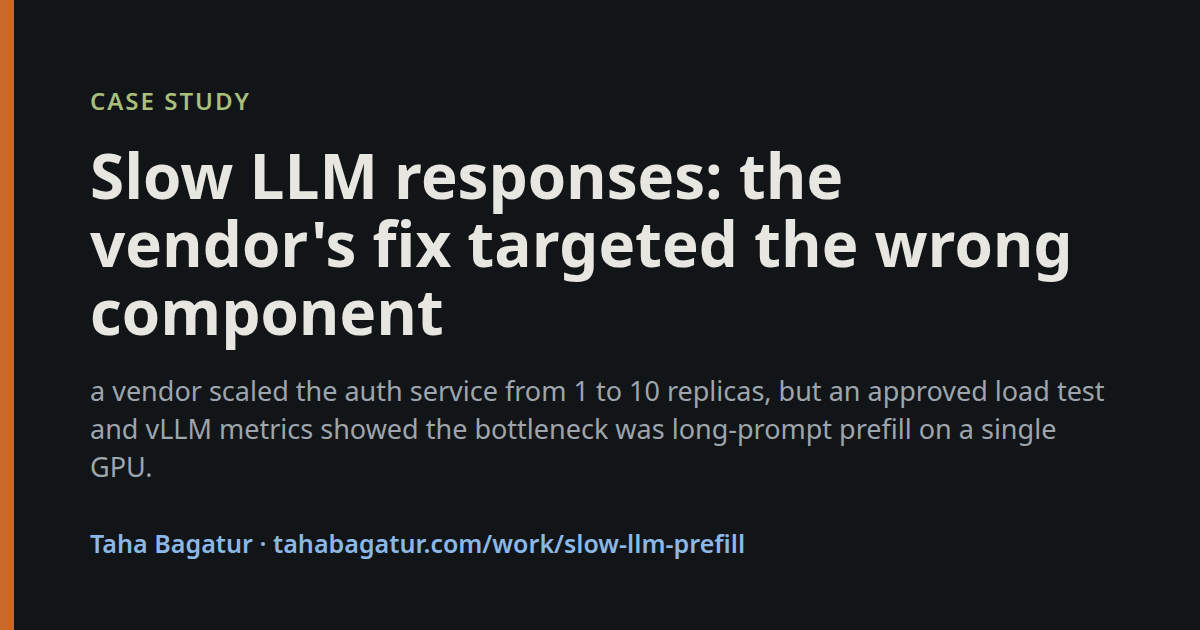 CASE STUDY
Slow LLM responses: the
vendor's fix targeted the wrong
component
a vendor scaled the auth service from 1 to 10 replicas, but an approved load test
and vLLM metrics showed the bottleneck was long-prompt prefill on a single
GPU.
Taha Bagatur · tahabagatur.com/work/slow-llm-prefill